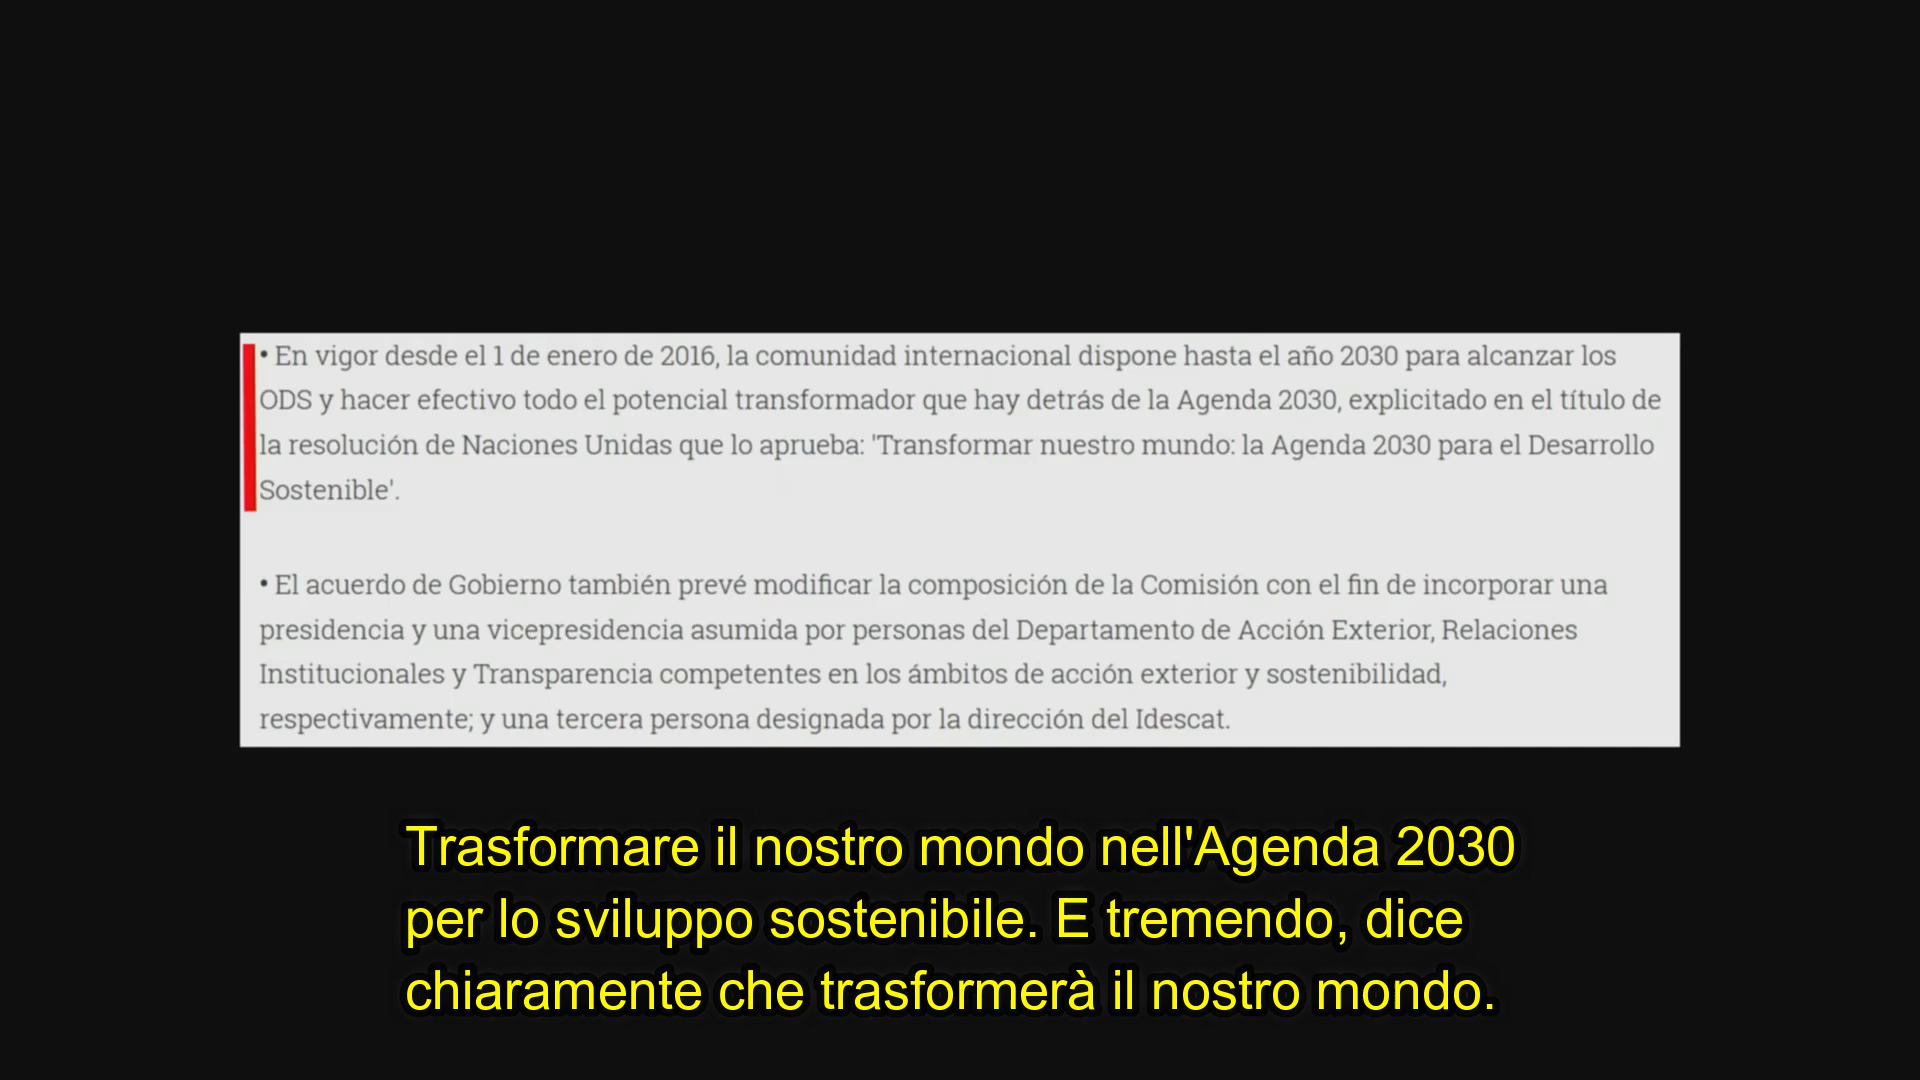 • En vigor desde el 1 de enero de 2016, la comunidad internacional dispone hasta el año 2030 para alcanzar los
ODS y hacer efectivo todo el potencial transformador que hay detrás de la Agenda 2030, explicitado en el título de
la resolución de Naciones Unidas que lo aprueba: 'Transformar nuestro mundo: la Agenda 2030 para el Desarrollo
Sostenible'.
• El acuerdo de Gobierno también prevé modificar la composición de la Comisión con el fin de incorporar una
presidencia y una vicepresidencia asumida por personas del Departamento de Acción Exterior, Relaciones
Institucionales y Transparencia competentes en los ámbitos de acción exterior y sostenibilidad,
respectivamente; y una tercera persona designada por la dirección del Idescat.
Trasformare il nostro mondo nell'Agenda 2030
per lo sviluppo sostenibile. E tremendo, dice
chiaramente che trasformerà il nostro mondo.